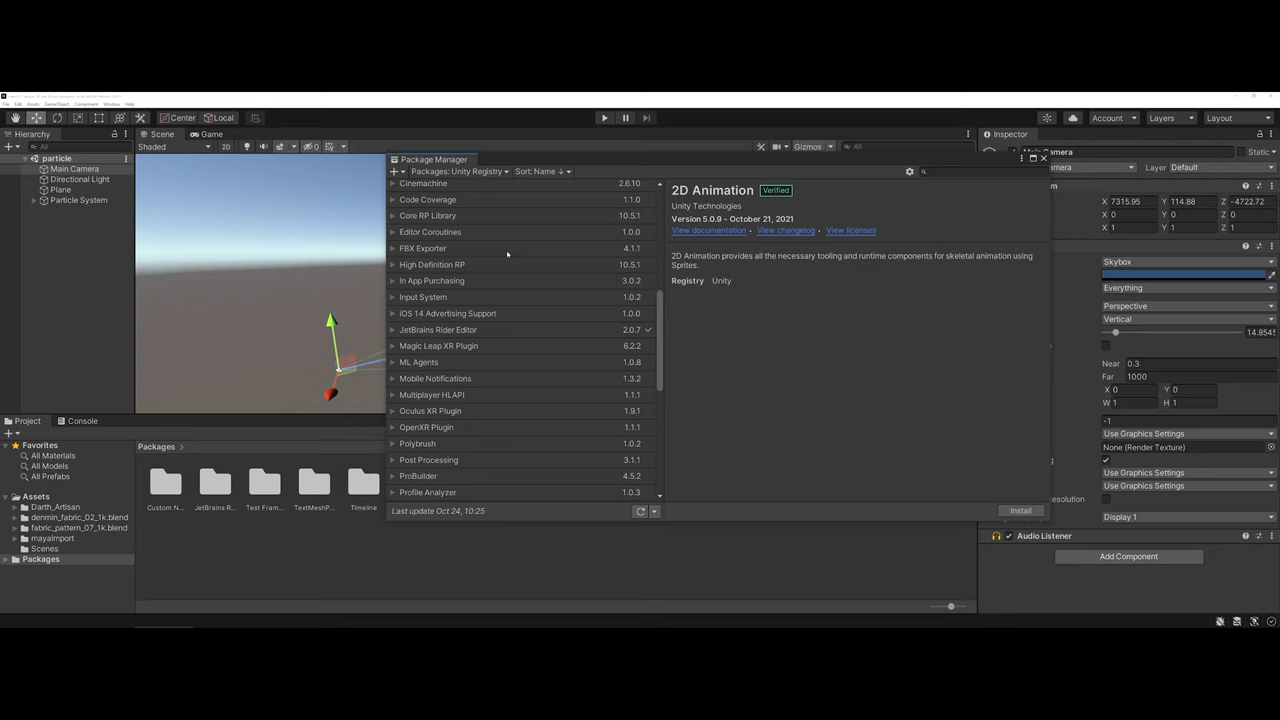 File Edit Assets GameObject Component Window Help
Center Local Account Layers Layout
Hierarchy
All
particle
Main Camera
Directional Light
Plane
Particle System
Scene Game
Shaded 2D 0 Gizmos All
Package Manager
Packages: Unity Registry Sort: Name ↓
Cinemachine 2.6.10
Code Coverage 1.1.0
Core RP Library 10.5.1
Editor Coroutines 1.0.0
FBX Exporter 4.1.1
High Definition RP 10.5.1
In App Purchasing 3.0.2
Input System 1.0.2
iOS 14 Advertising Support 1.0.0
JetBrains Rider Editor 2.0.7
Magic Leap XR Plugin 6.2.2
ML Agents 1.0.8
Mobile Notifications 1.3.2
Multiplayer HLAPI 1.1.1
Oculus XR Plugin 1.9.1
OpenXR Plugin 1.1.1
Polybrush 1.0.2
Post Processing 3.1.1
ProBuilder 4.5.2
Profile Analyzer 1.0.3
Last update Oct 24, 10:25
2D Animation Verified
Unity Technologies
Version 5.0.9 - October 21, 2021
View documentation • View changelog • View licenses
2D Animation provides all the necessary tooling and runtime components for skeletal animation using
Sprites.
Registry Unity
Install
Inspector
Static
Layer Default
X 7315.95 Y 114.88 Z -4722.72
X 0 Y 0 Z 0
X 1 Y 1 Z 1
Skybox
Everything
Perspective
Vertical
14.8545
Near 0.3
Far 1000
X 0 Y 0
W 1 H 1
-1
Use Graphics Settings
None (Render Texture)
Use Graphics Settings
Use Graphics Settings
Display 1
Audio Listener
Add Component
Project Console
Favorites
All Materials
All Models
All Prefabs
Assets
Darth_Artisan
denmin_fabric_02_1k.blend
fabric_pattern_07_1k.blend
mayaImport
Scenes
Packages
Packages
Custom N... JetBrains R... Test Fram... TextMeshP... Timeline